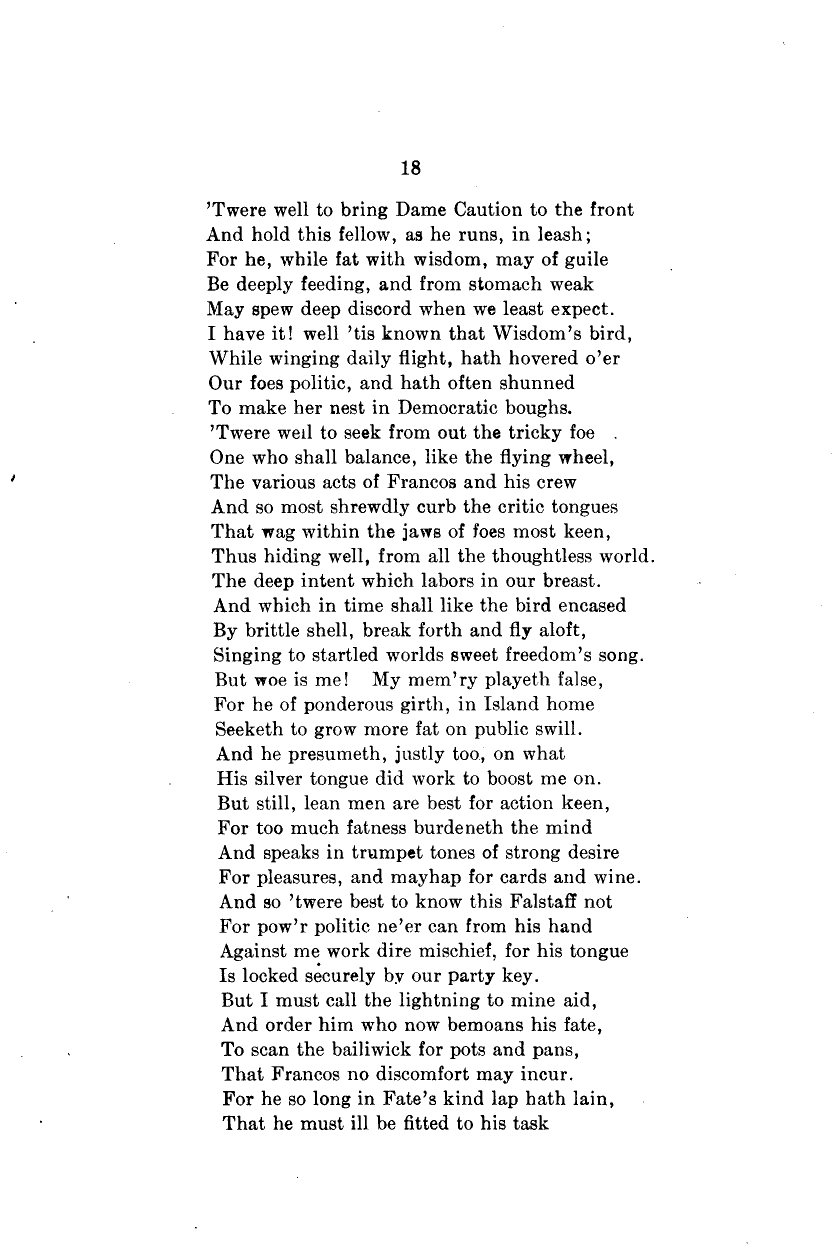 18
’Twere well to bring Dame Caution to the front
And hold this fellow, as he runs, in leash;
For he, while fat with wisdom, may of guile
Be deeply feeding, and from stomach weak
May spew deep discord when we least expect.
I have it! well ’tis known that Wisdom’s bird,
While winging daily flight, hath hovered o’er
Our foes politic, and hath often shunned
To make her nest in Democratic boughs.
’Twere well to seek from out the tricky foe
One who shall balance, like the flying wheel,
The various acts of Francos and his crew
And so most shrewdly curb the critic tongues
That wag within the jaws of foes most keen,
Thus hiding well, from all the thoughtless world.
The deep intent which labors in our breast.
And which in time shall like the bird encased
By brittle shell, break forth and fly aloft,
Singing to startled worlds sweet freedom’s song.
But woe is me! My mem’ry playeth false,
For he of ponderous girth, in Island home
Seeketh to grow more fat on public swill.
And he presumeth, justly too, on what
His silver tongue did work to boost me on.
But still, lean men are best for action keen,
For too much fatness burdeneth the mind
And speaks in trumpet tones of strong desire
For pleasures, and mayhap for cards and wine.
And so ’twere best to know this Falstaff not
For pow’r politic ne’er can from his hand
Against me work dire mischief, for his tongue
Is locked securely by our party key.
But I must call the lightning to mine aid,
And order him who now bemoans his fate,
To scan the bailiwick for pots and pans,
That Francos no discomfort may incur.
For he so long in Fate’s kind lap hath lain,
That he must ill be fitted to his task